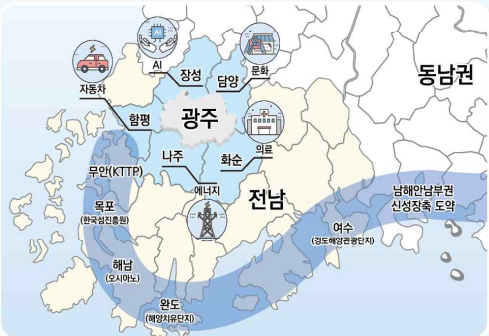 AI
문화
장성
담양
자동차
동남권
함평
광주
의료
나주
화순
에너지
무안(KTTP)
전남
목포
(한국섬진흥원)
남해안남부권
신성장축 도약
여수
(경도해양관광단지)
해남
(오시아노)
완도
(해양치유단지)